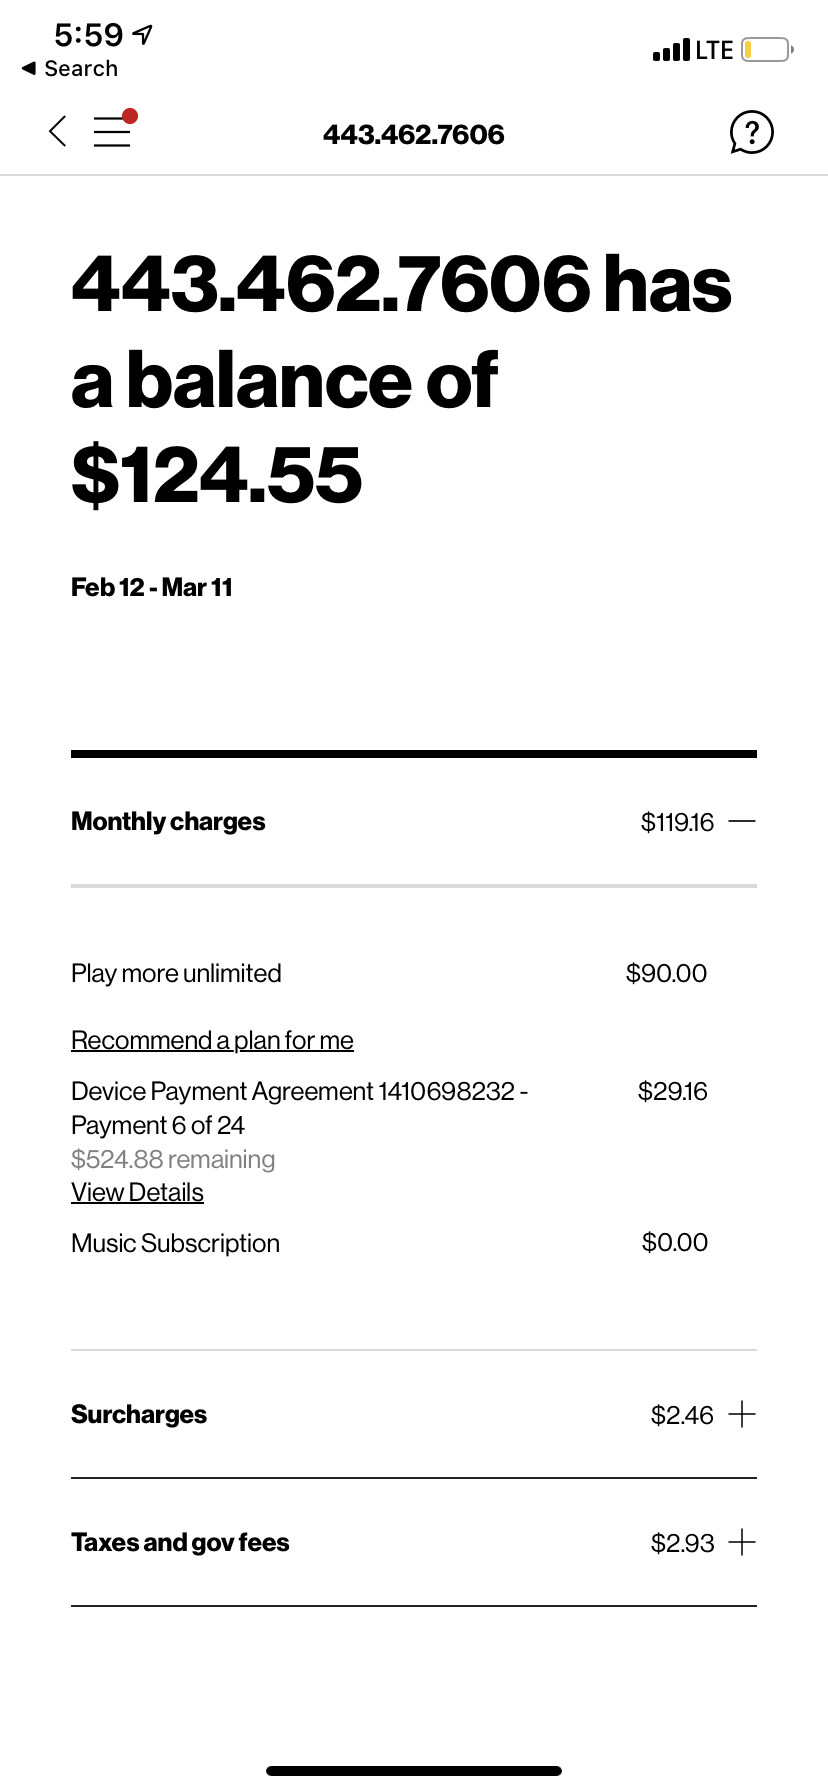 5:59
◀ Search
LTE
443.462.7606
443.462.7606 has
a balance of
$124.55
Feb 12 - Mar 11
Monthly charges $119.16
Play more unlimited $90.00
Recommend a plan for me
Device Payment Agreement 1410698232 - $29.16
Payment 6 of 24
$524.88 remaining
View Details
Music Subscription $0.00
Surcharges $2.46
Taxes and gov fees $2.93